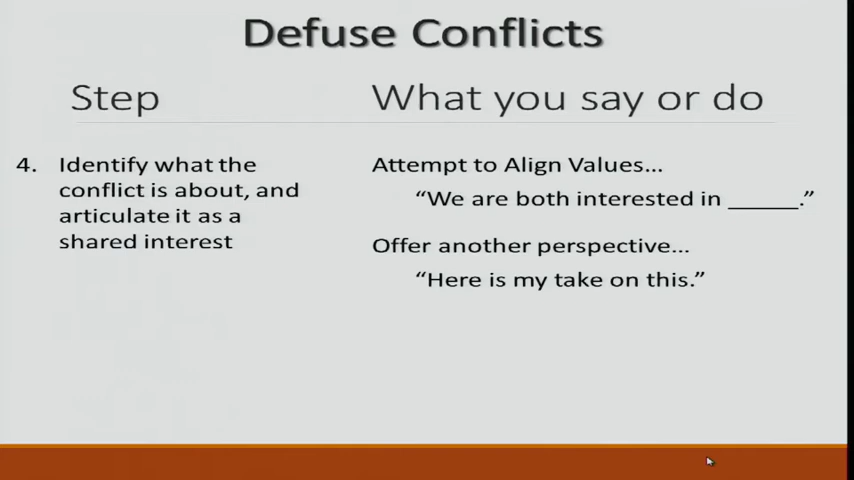 Defuse Conflicts
Step
What you say or do
4. Identify what the
conflict is about, and
articulate it as a
shared interest
Attempt to Align Values...
“We are both interested in ______.”
Offer another perspective...
“Here is my take on this.”